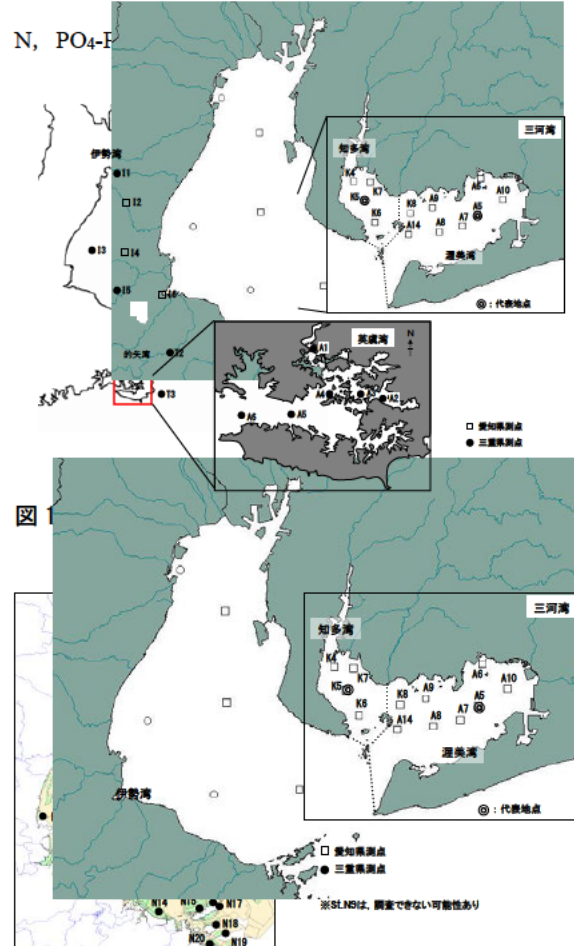 N, PO₄-P
三河湾
知多湾
伊勢湾
K4
K7
A6
A10
I1
K5
K8
A9
A5
I2
K6
A7
A8
A14
I3
I4
渥美湾
I5
I6
◎:代表地点
英虞湾
N
的矢湾
A1
T2
A4
A2
T3
A6
A5
□ 愛知県測点
● 三重県測点
図 1
三河湾
知多湾
K4
K7
A6
A10
K5
K8
A9
A5
K6
A7
A14
A8
渥美湾
伊勢湾
◎:代表地点
□ 愛知県測点
● 三重県測点
※St.N9は、調査できない可能性あり
N14
N15
N17
N18
N20
N19